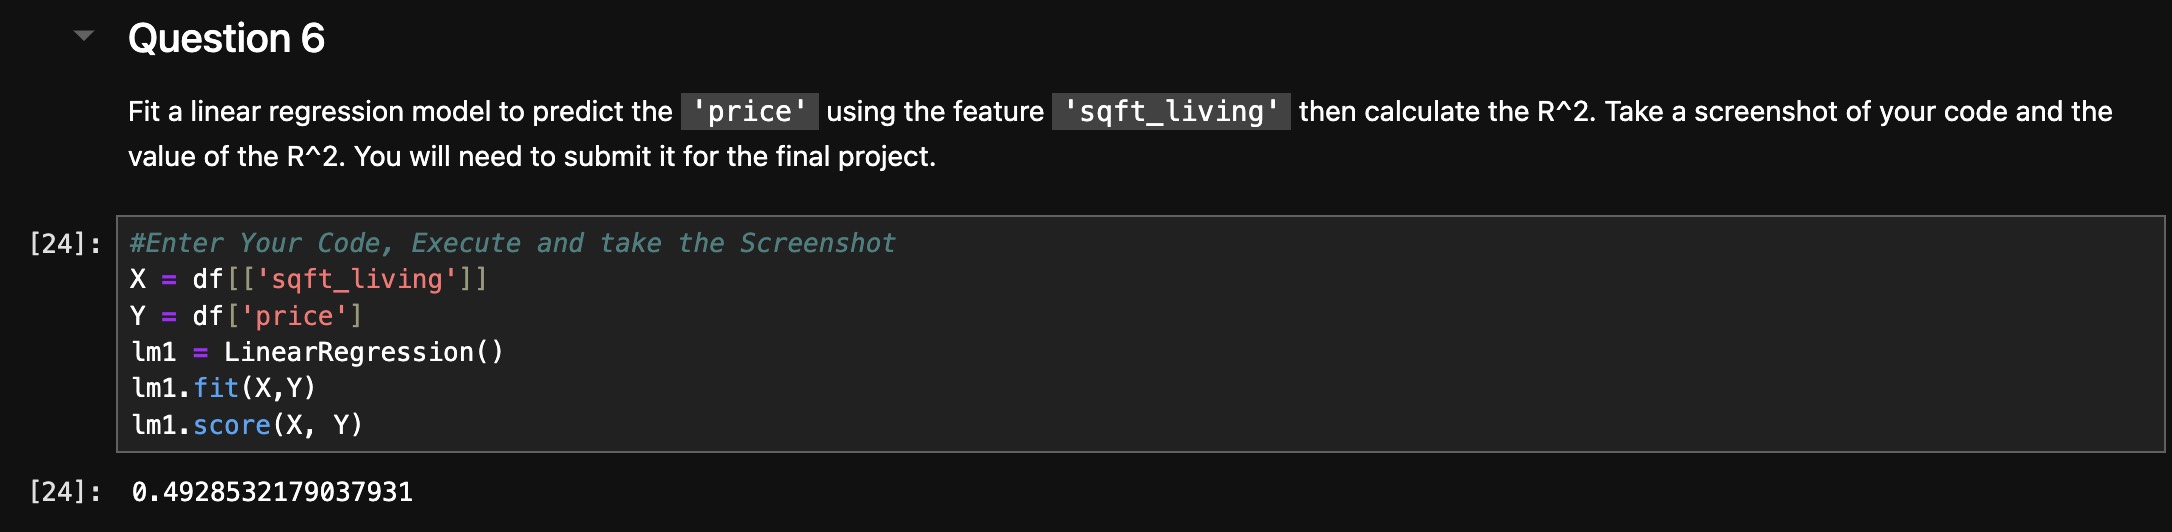 Question 6
Fit a linear regression model to predict the 'price' using the feature 'sqft_living' then calculate the R^2. Take a screenshot of your code and the
value of the R^2. You will need to submit it for the final project.
[24]: #Enter Your Code, Execute and take the Screenshot
X = df[['sqft_living']]
Y = df['price']
lm1 = LinearRegression()
lm1.fit(X,Y)
lm1.score(X, Y)
[24]: 0.4928532179037931